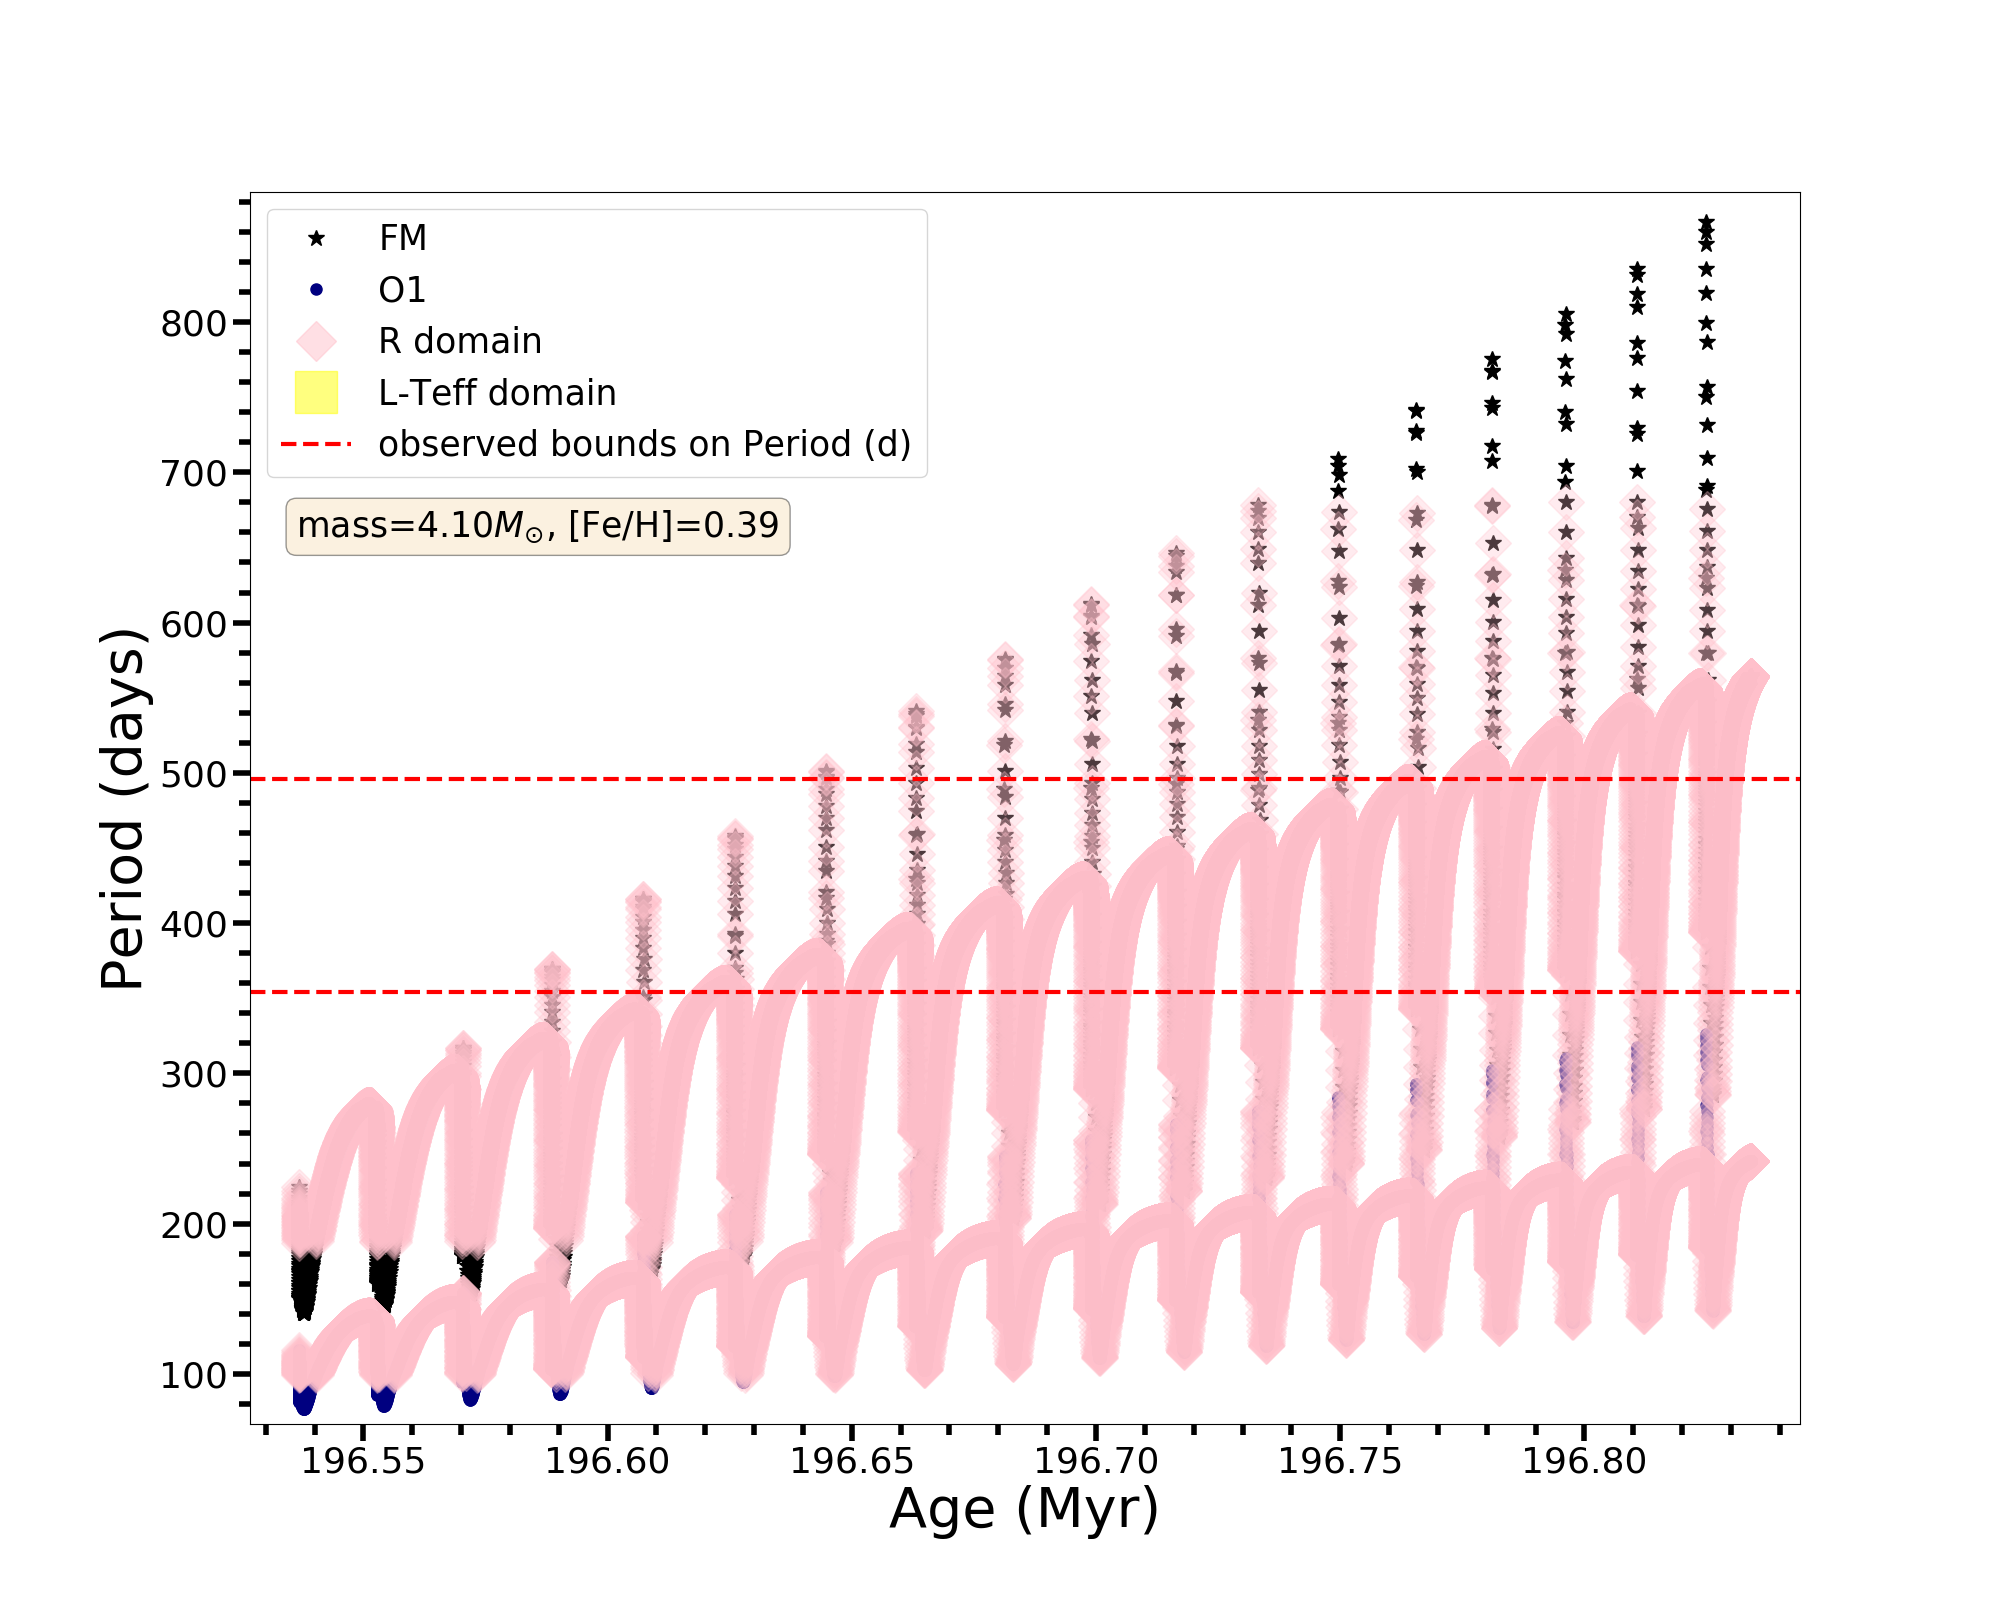 FM
O1
R domain
L-Teff domain
observed bounds on Period (d)
mass=4.10M☉, [Fe/H]=0.39
Period (days)
800
700
600
500
400
300
200
100
196.55 196.60 196.65 196.70 196.75 196.80
Age (Myr)